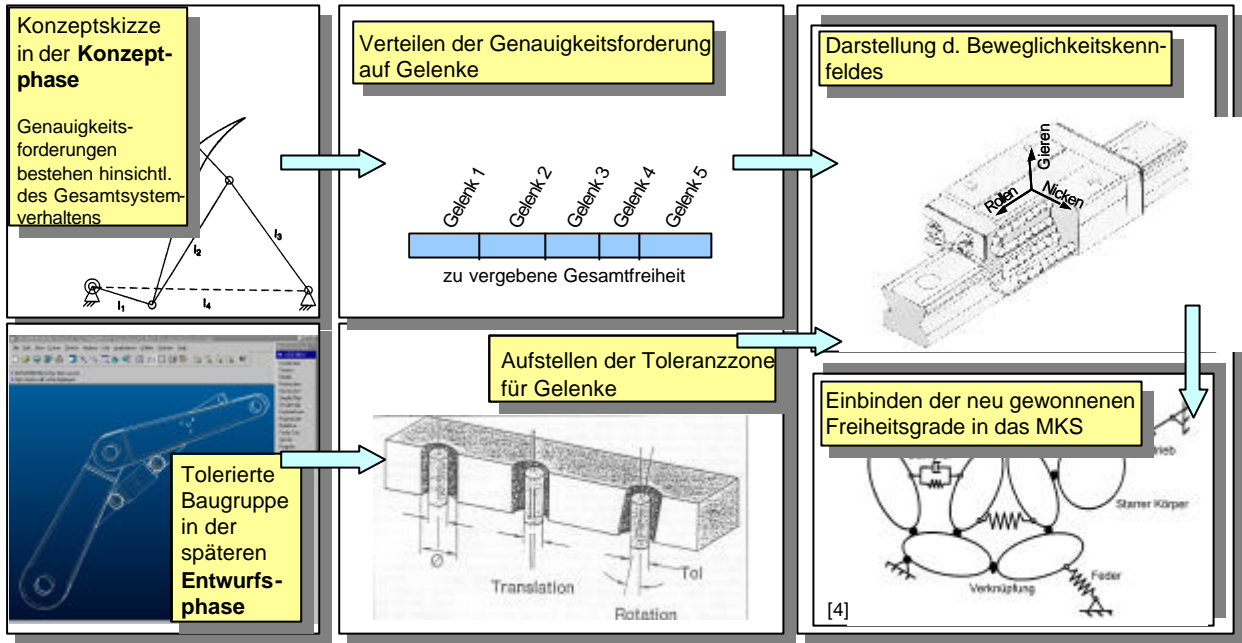 Konzeptskizze
in der Konzept-
phase
Genauigkeits-
forderungen
bestehen hinsichtl.
des Gesamtsystem-
verhaltens
l1
l2
l3
l4
Verteilen der Genauigkeitsforderung
auf Gelenke
Gelenk 1
Gelenk 2
Gelenk 3
Gelenk 4
Gelenk 5
zu vergebene Gesamtfreiheit
Darstellung d. Beweglichkeitskenn-
feldes
Gieren
Rollen
Nicken
Tolerierte
Baugruppe
in der
späteren
Entwurfs-
phase
Aufstellen der Toleranzzone
für Gelenke
Ø
Translation
Tol
Rotation
Einbinden der neu gewonnenen
Freiheitsgrade in das MKS
Starrer Körper
Feder
Verknüpfung
[4]